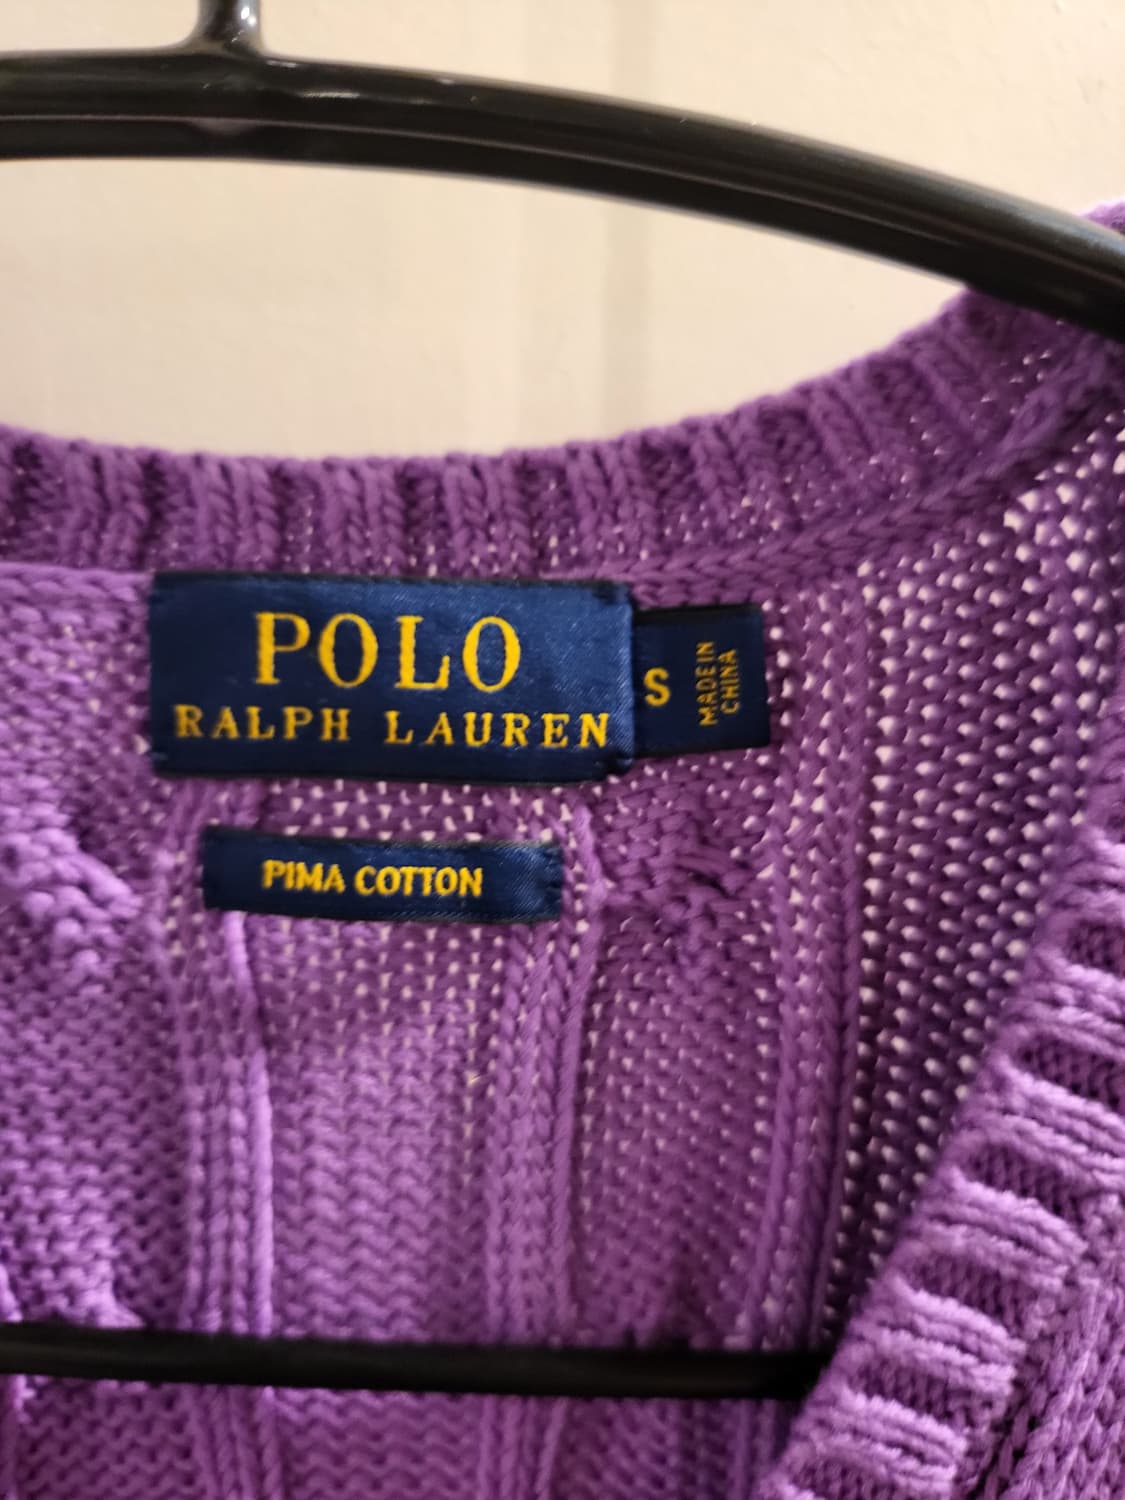 POLO
RALPH LAUREN
S
MADE IN
CHINA
PIMA COTTON